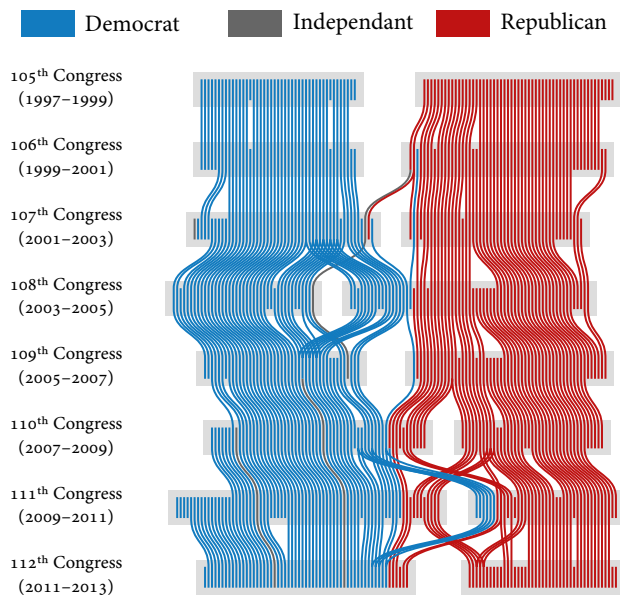 Democrat Independant Republican
105th Congress
(1997–1999)
106th Congress
(1999–2001)
107th Congress
(2001–2003)
108th Congress
(2003–2005)
109th Congress
(2005–2007)
110th Congress
(2007–2009)
111th Congress
(2009–2011)
112th Congress
(2011–2013)